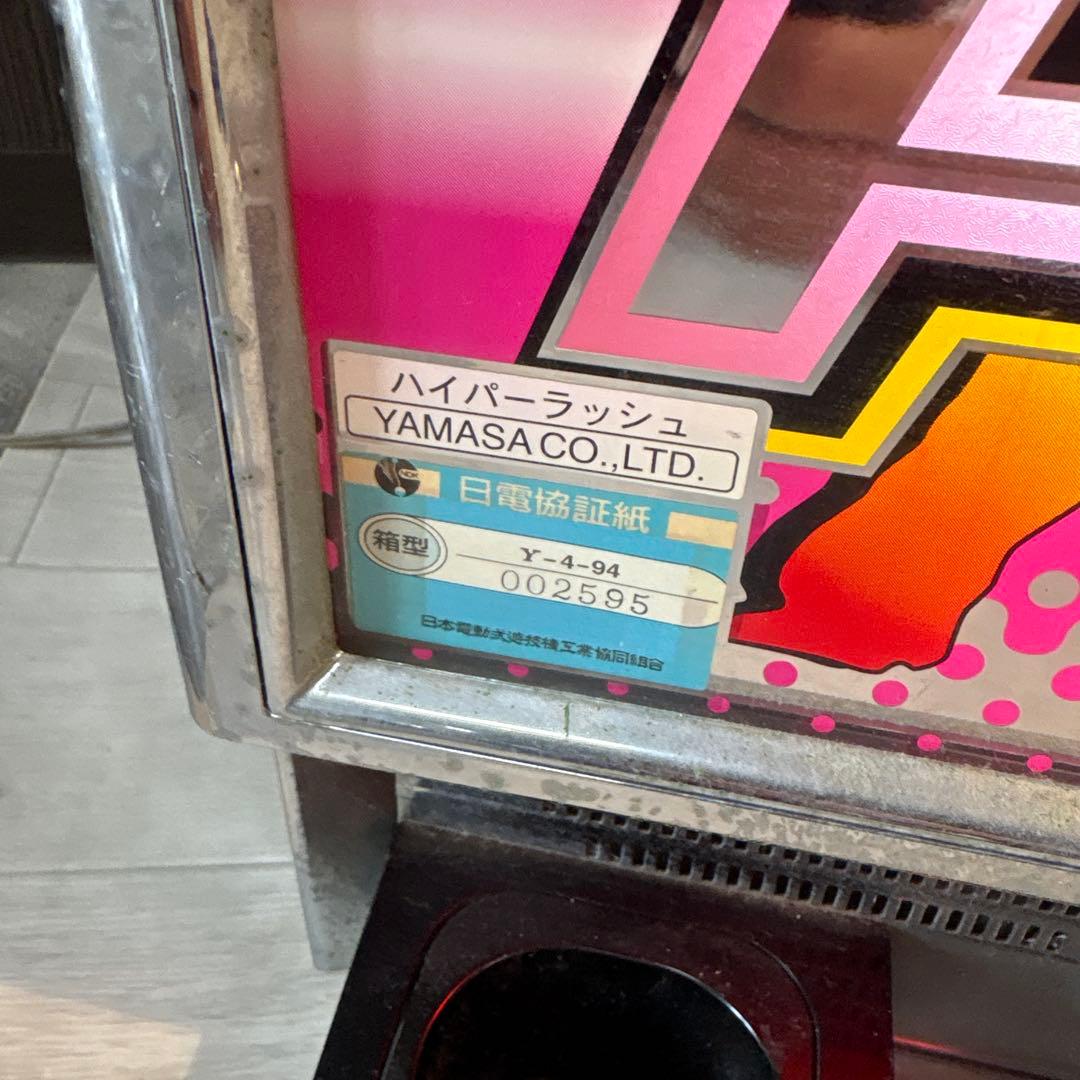 ハイパーラッシュ
YAMASA CO.,LTD.
日電協証紙
箱型
Y-4-94
002595
日本電動式遊技機工業協同組合